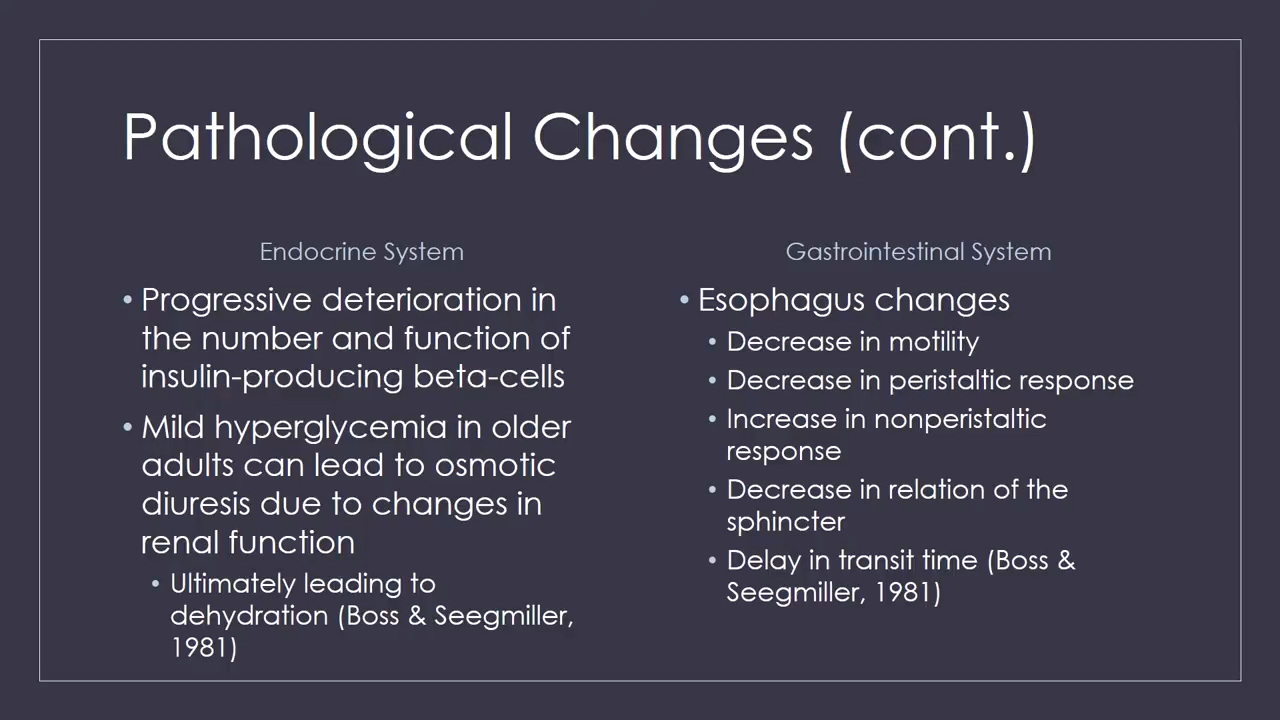 Pathological Changes (cont.)
Endocrine System
• Progressive deterioration in
the number and function of
insulin-producing beta-cells
• Mild hyperglycemia in older
adults can lead to osmotic
diuresis due to changes in
renal function
• Ultimately leading to
dehydration (Boss & Seegmiller,
1981)
Gastrointestinal System
• Esophagus changes
• Decrease in motility
• Decrease in peristaltic response
• Increase in nonperistaltic
response
• Decrease in relation of the
sphincter
• Delay in transit time (Boss &
Seegmiller, 1981)